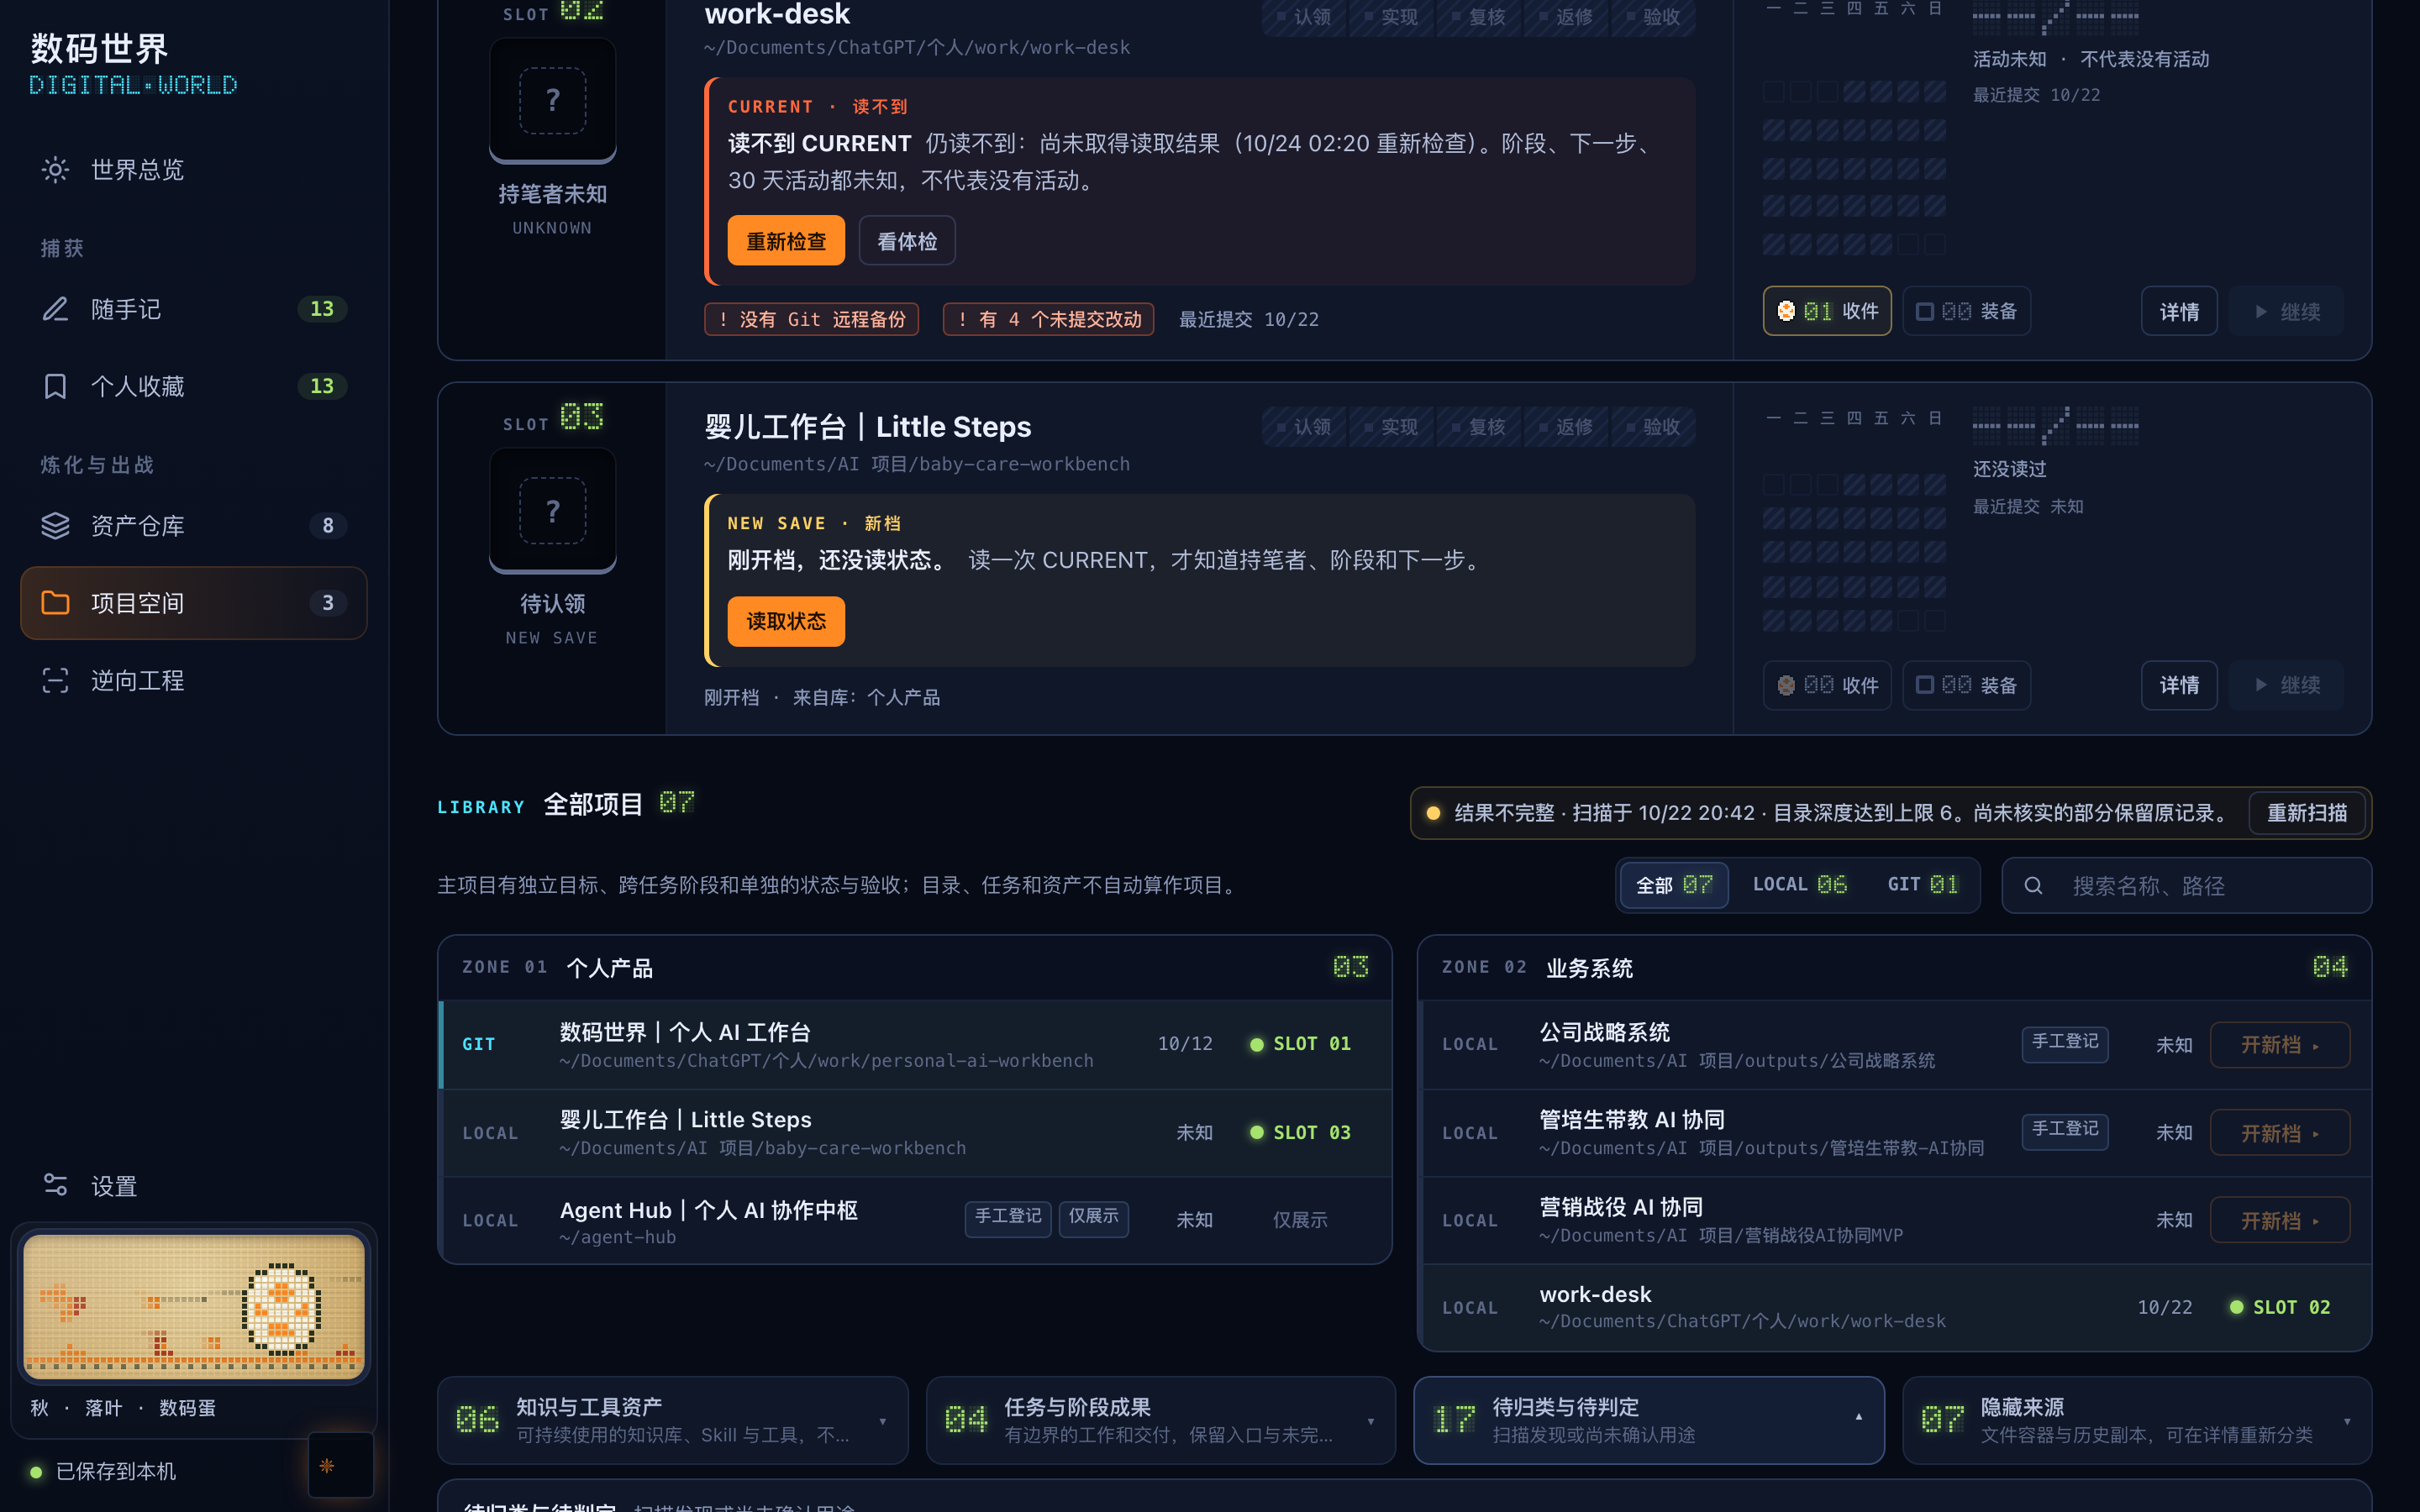 数码世界
DIGITAL·WORLD
世界总览
捕获
随手记 13
个人收藏 13
炼化与出战
资产仓库 8
项目空间 3
逆向工程
设置
秋 · 落叶 · 数码蛋
已保存到本机
SLOT 02
?
持笔者未知
UNKNOWN
work-desk
~/Documents/ChatGPT/个人/work/work-desk
认领 实现 复核 返修 验收
CURRENT · 读不到
读不到 CURRENT 仍读不到：尚未取得读取结果（10/24 02:20 重新检查）。阶段、下一步、
30 天活动都未知，不代表没有活动。
重新检查 看体检
! 没有 Git 远程备份 ! 有 4 个未提交改动 最近提交 10/22
一 二 三 四 五 六 日
--/--
活动未知 · 不代表没有活动
最近提交 10/22
01 收件 00 装备 详情 ▶ 继续
SLOT 03
?
待认领
NEW SAVE
婴儿工作台｜Little Steps
~/Documents/AI 项目/baby-care-workbench
认领 实现 复核 返修 验收
NEW SAVE · 新档
刚开档，还没读状态。 读一次 CURRENT，才知道持笔者、阶段和下一步。
读取状态
刚开档 · 来自库：个人产品
一 二 三 四 五 六 日
--/--
还没读过
最近提交 未知
00 收件 00 装备 详情 ▶ 继续
LIBRARY 全部项目 07
结果不完整 · 扫描于 10/22 20:42 · 目录深度达到上限 6。尚未核实的部分保留原记录。 重新扫描
主项目有独立目标、跨任务阶段和单独的状态与验收；目录、任务和资产不自动算作项目。
全部 07 LOCAL 06 GIT 01 搜索名称、路径
ZONE 01 个人产品 03
GIT 数码世界｜个人 AI 工作台 10/12 SLOT 01
~/Documents/ChatGPT/个人/work/personal-ai-workbench
LOCAL 婴儿工作台｜Little Steps 未知 SLOT 03
~/Documents/AI 项目/baby-care-workbench
LOCAL Agent Hub｜个人 AI 协作中枢 手工登记 仅展示 未知 仅展示
~/agent-hub
ZONE 02 业务系统 04
LOCAL 公司战略系统 手工登记 未知 开新档 ▸
~/Documents/AI 项目/outputs/公司战略系统
LOCAL 管培生带教 AI 协同 手工登记 未知 开新档 ▸
~/Documents/AI 项目/outputs/管培生带教-AI协同
LOCAL 营销战役 AI 协同 未知 开新档 ▸
~/Documents/AI 项目/营销战役AI协同MVP
LOCAL work-desk 10/22 SLOT 02
~/Documents/ChatGPT/个人/work/work-desk
06 知识与工具资产 ▾
可持续使用的知识库、Skill 与工具，不…
04 任务与阶段成果 ▾
有边界的工作和交付，保留入口与未完…
17 待归类与待判定 ▴
扫描发现或尚未确认用途
07 隐藏来源 ▾
文件容器与历史副本，可在详情重新分类
待归类与待判定 扫描发现或尚未确认用途